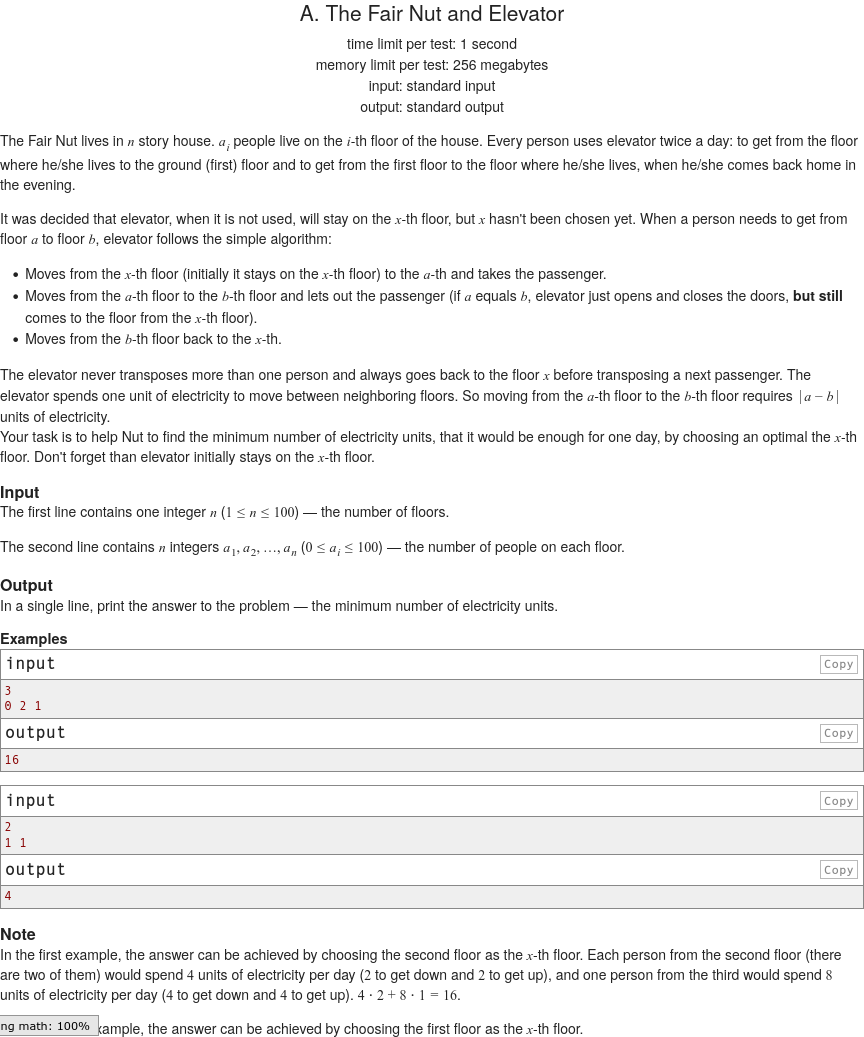 A. The Fair Nut and Elevator
time limit per test: 1 second
memory limit per test: 256 megabytes
input: standard input
output: standard output
The Fair Nut lives in n story house. a_i people live on the i-th floor of the house. Every person uses elevator twice a day: to get from the floor
where he/she lives to the ground (first) floor and to get from the first floor to the floor where he/she lives, when he/she comes back home in
the evening.
It was decided that elevator, when it is not used, will stay on the x-th floor, but x hasn't been chosen yet. When a person needs to get from
floor a to floor b, elevator follows the simple algorithm:
• Moves from the x-th floor (initially it stays on the x-th floor) to the a-th and takes the passenger.
• Moves from the a-th floor to the b-th floor and lets out the passenger (if a equals b, elevator just opens and closes the doors, but still
comes to the floor from the x-th floor).
• Moves from the b-th floor back to the x-th.
The elevator never transposes more than one person and always goes back to the floor x before transposing a next passenger. The
elevator spends one unit of electricity to move between neighboring floors. So moving from the a-th floor to the b-th floor requires |a − b|
units of electricity.
Your task is to help Nut to find the minimum number of electricity units, that it would be enough for one day, by choosing an optimal the x-th
floor. Don't forget than elevator initially stays on the x-th floor.
Input
The first line contains one integer n (1 ≤ n ≤ 100) — the number of floors.
The second line contains n integers a_1, a_2, …, a_n (0 ≤ a_i ≤ 100) — the number of people on each floor.
Output
In a single line, print the answer to the problem — the minimum number of electricity units.
Examples
input Copy
3
0 2 1
output Copy
16
input Copy
2
1 1
output Copy
4
Note
In the first example, the answer can be achieved by choosing the second floor as the x-th floor. Each person from the second floor (there
are two of them) would spend 4 units of electricity per day (2 to get down and 2 to get up), and one person from the third would spend 8
units of electricity per day (4 to get down and 4 to get up). 4 · 2 + 8 · 1 = 16.
ng math: 100% xample, the answer can be achieved by choosing the first floor as the x-th floor.